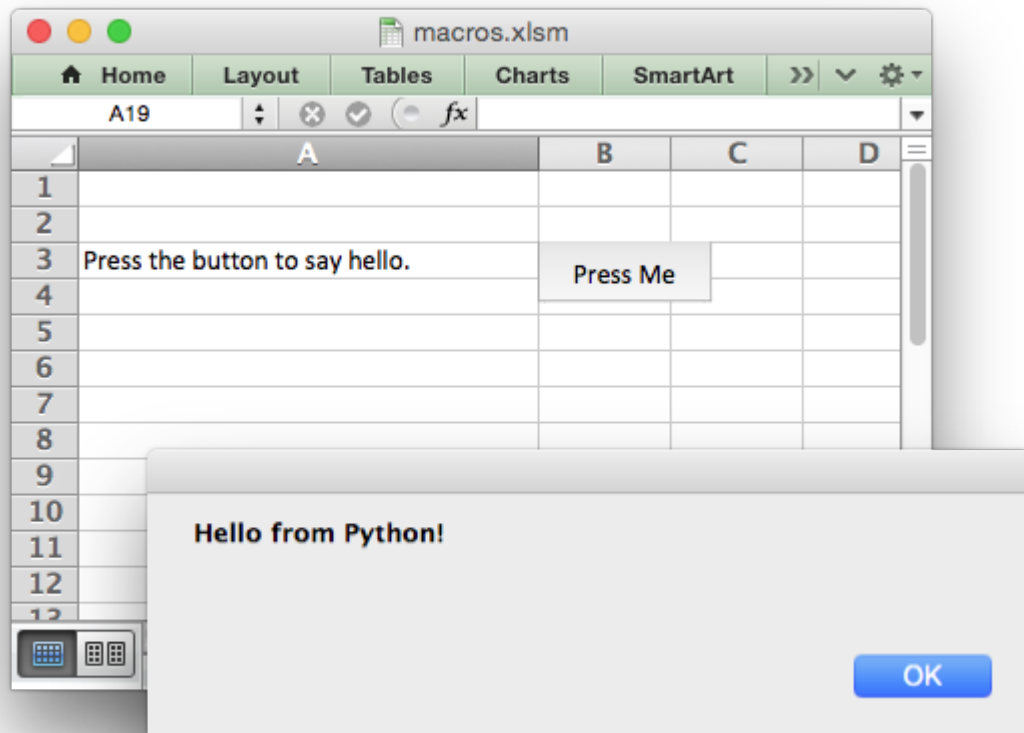 macros.xlsm
Home Layout Tables Charts SmartArt
A19 fx
A B C D
1
2
3 Press the button to say hello. Press Me
4
5
6
7
8
9
10
11
12
13
Hello from Python!
OK